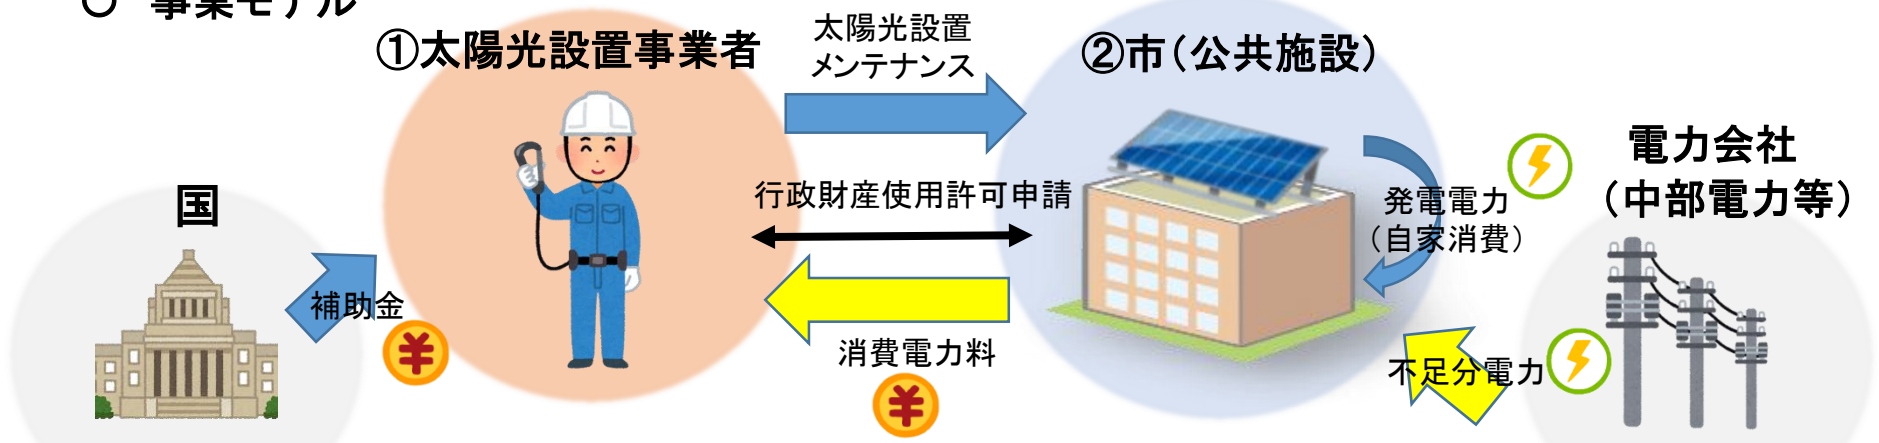 ○ 事業モデル
①太陽光設置事業者
太陽光設置
メンテナンス
②市（公共施設）
電力会社
（中部電力等）
国
行政財産使用許可申請
発電電力
（自家消費）
補助金
¥
消費電力料
¥
不足分電力